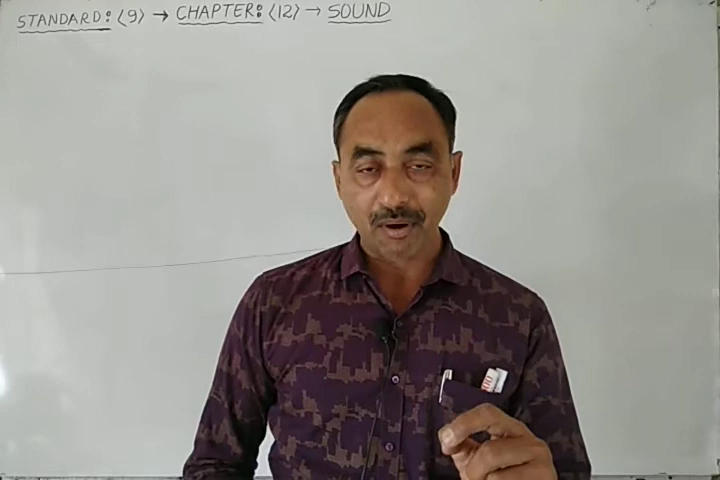 STANDARD: ⟨9⟩ → CHAPTER: ⟨12⟩ → SOUND